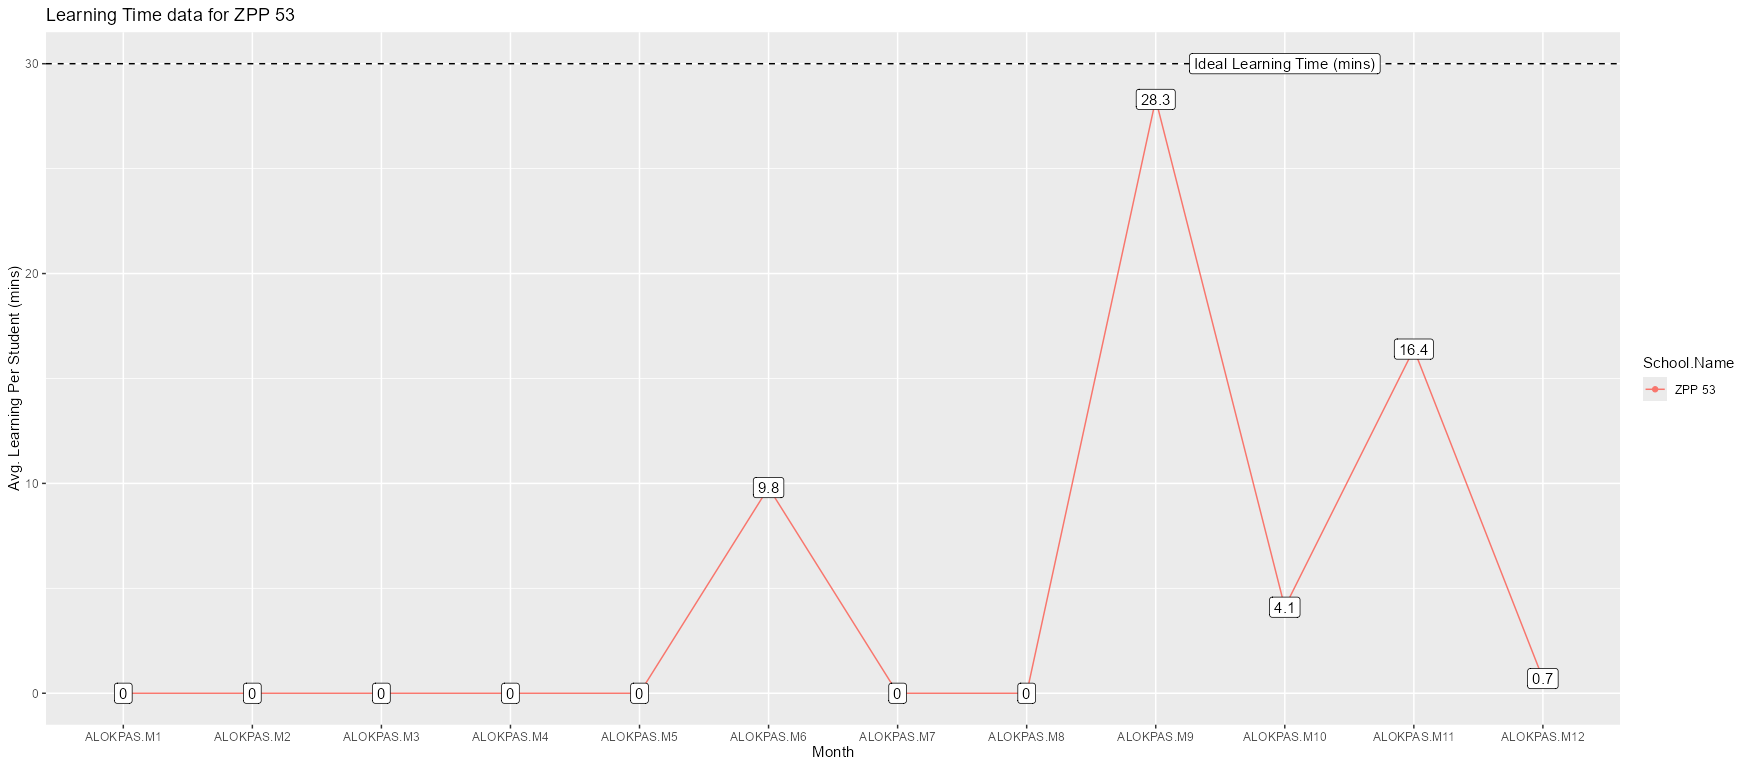 Learning Time data for ZPP 53
30
Ideal Learning Time (mins)
28.3
20
Avg. Learning Per Student (mins)
16.4
School.Name
ZPP 53
10
9.8
4.1
0
0 0 0 0 0 0 0 0.7
ALOKPAS.M1 ALOKPAS.M2 ALOKPAS.M3 ALOKPAS.M4 ALOKPAS.M5 ALOKPAS.M6 ALOKPAS.M7 ALOKPAS.M8 ALOKPAS.M9 ALOKPAS.M10 ALOKPAS.M11 ALOKPAS.M12
Month